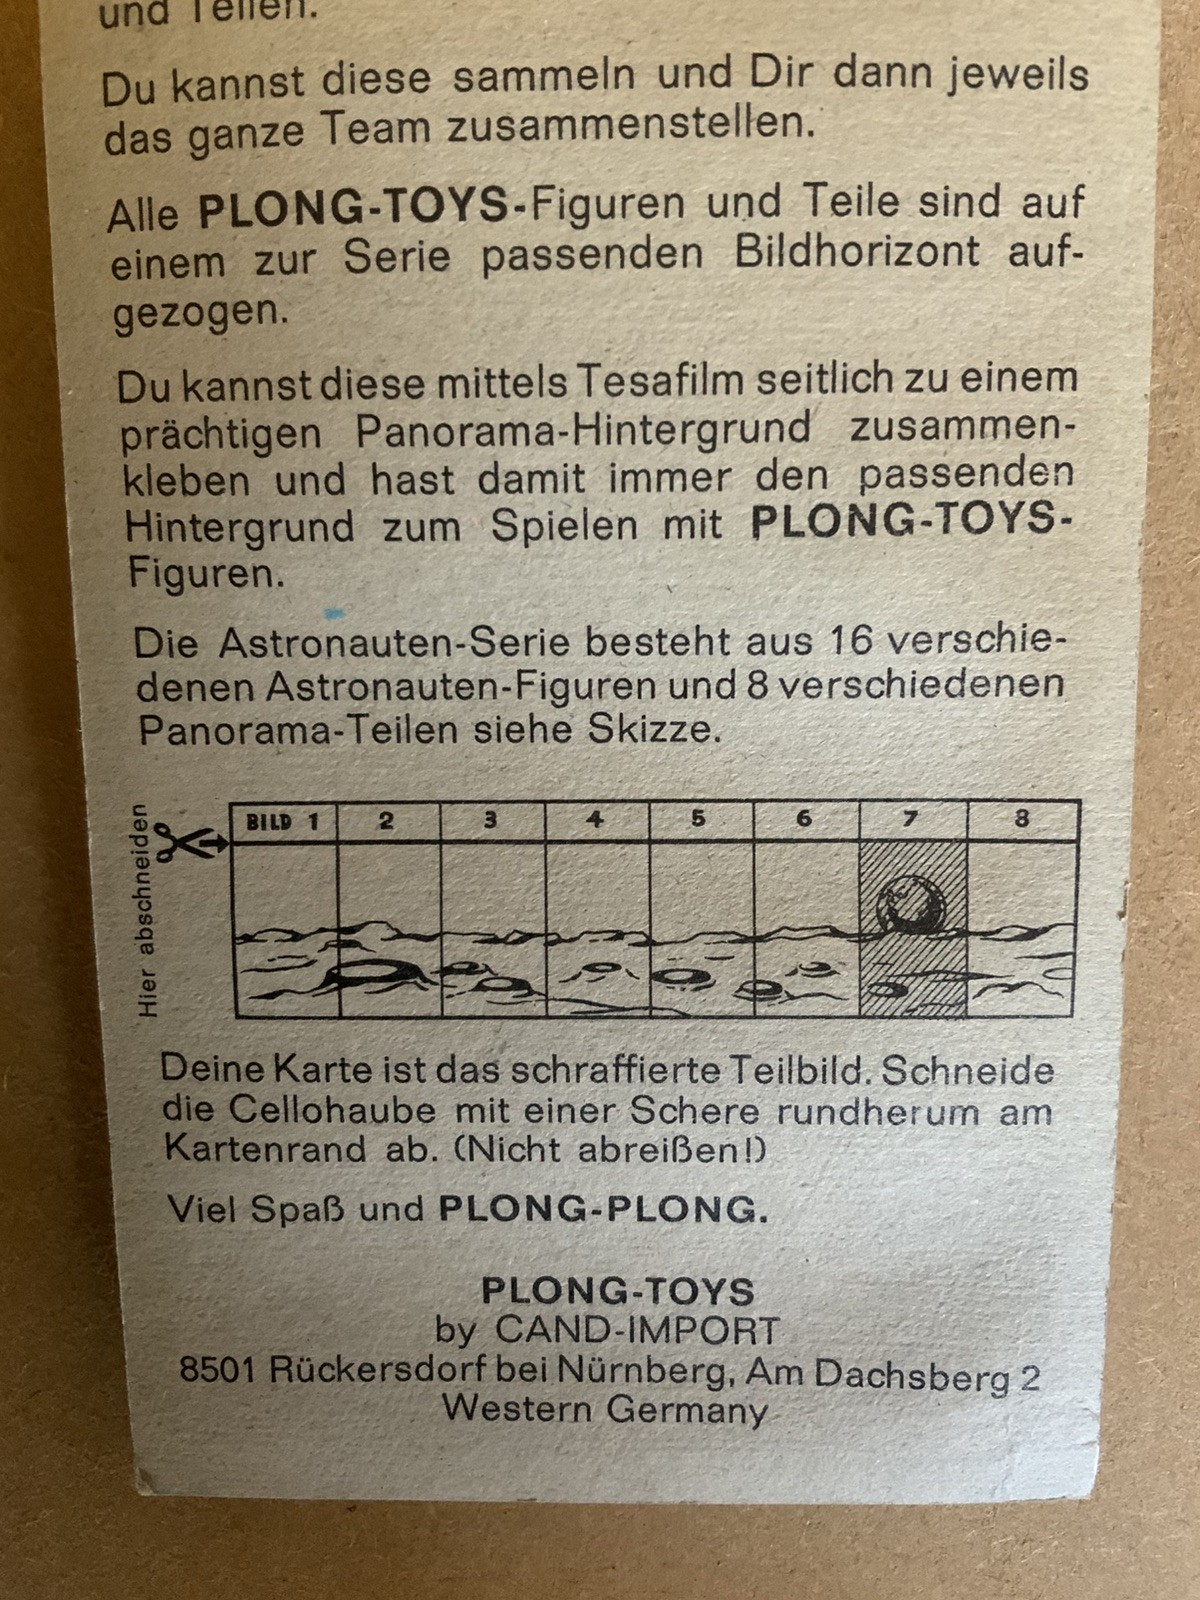 und Teilen.
Du kannst diese sammeln und Dir dann jeweils
das ganze Team zusammenstellen.
Alle PLONG-TOYS-Figuren und Teile sind auf
einem zur Serie passenden Bildhorizont auf-
gezogen.
Du kannst diese mittels Tesafilm seitlich zu einem
prächtigen Panorama-Hintergrund zusammen-
kleben und hast damit immer den passenden
Hintergrund zum Spielen mit PLONG-TOYS-
Figuren.
Die Astronauten-Serie besteht aus 16 verschie-
denen Astronauten-Figuren und 8 verschiedenen
Panorama-Teilen siehe Skizze.
Hier abschneiden
BILD 1 2 3 4 5 6 7 8
Deine Karte ist das schraffierte Teilbild. Schneide
die Cellohaube mit einer Schere rundherum am
Kartenrand ab. (Nicht abreißen!)
Viel Spaß und PLONG-PLONG.
PLONG-TOYS
by CAND-IMPORT
8501 Rückersdorf bei Nürnberg, Am Dachsberg 2
Western Germany